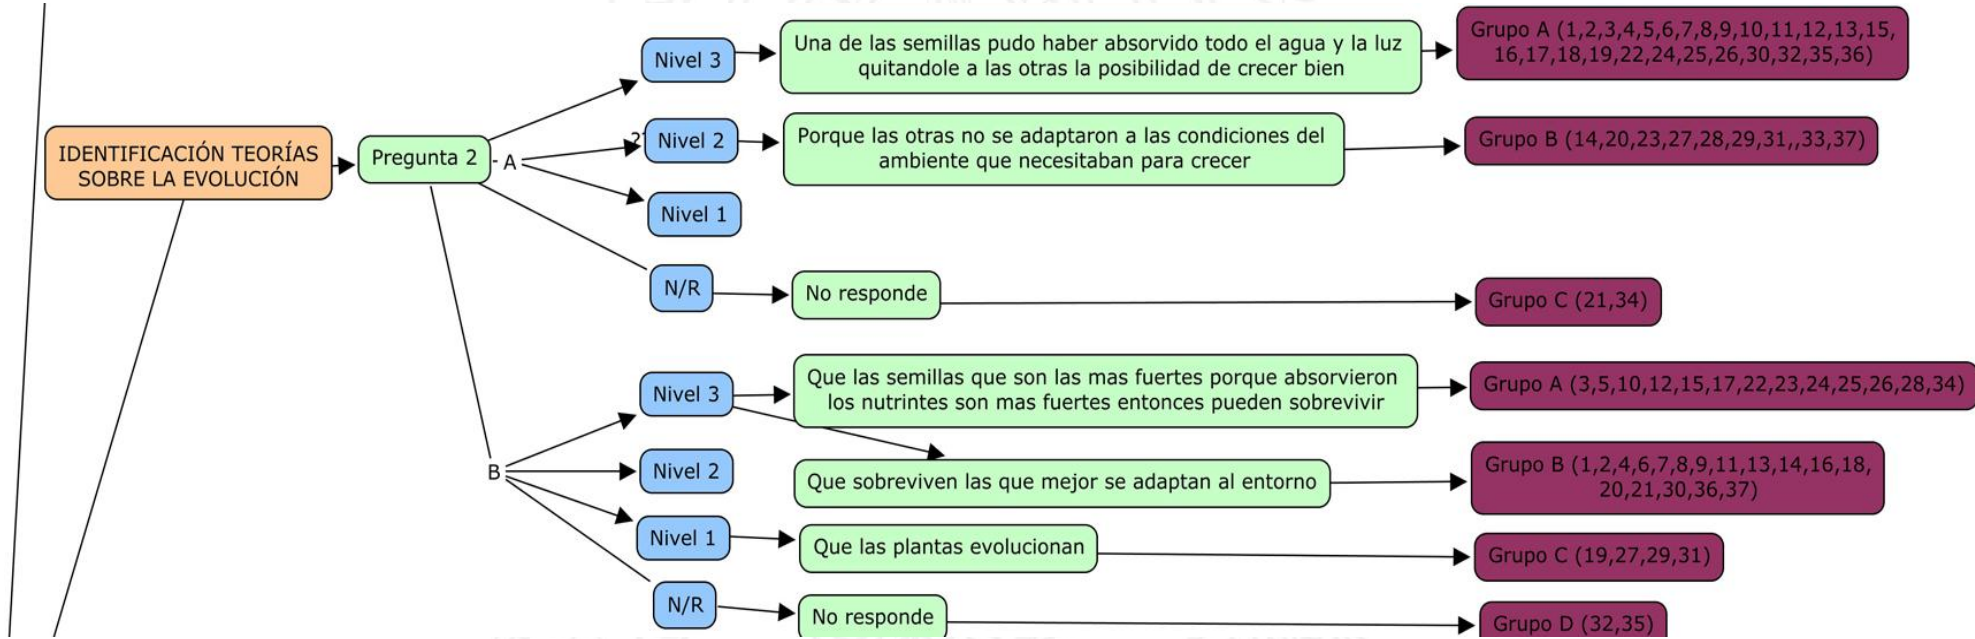 IDENTIFICACIÓN TEORÍAS
SOBRE LA EVOLUCIÓN
Pregunta 2
- A
Nivel 3
Una de las semillas pudo haber absorvido todo el agua y la luz
quitandole a las otras la posibilidad de crecer bien
Grupo A (1,2,3,4,5,6,7,8,9,10,11,12,13,15,
16,17,18,19,22,24,25,26,30,32,35,36)
Nivel 2
Porque las otras no se adaptaron a las condiciones del
ambiente que necesitaban para crecer
Grupo B (14,20,23,27,28,29,31,,33,37)
Nivel 1
N/R
No responde
Grupo C (21,34)
B
Nivel 3
Que las semillas que son las mas fuertes porque absorvieron
los nutrintes son mas fuertes entonces pueden sobrevivir
Grupo A (3,5,10,12,15,17,22,23,24,25,26,28,34)
Nivel 2
Que sobreviven las que mejor se adaptan al entorno
Grupo B (1,2,4,6,7,8,9,11,13,14,16,18,
20,21,30,36,37)
Nivel 1
Que las plantas evolucionan
Grupo C (19,27,29,31)
N/R
No responde
Grupo D (32,35)